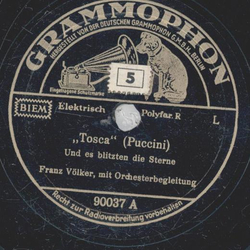 GRAMMOPHON
HERGESTELLT VON DER DEUTSCHEN GRAMMOPHON G.M.B.H. BERLIN
5
Eingetragene Schutzmarke
BIEM Elektrisch Polyfar. R L
„Tosca“ (Puccini)
Und es blitzten die Sterne
Franz Völker, mit Orchesterbegleitung
90037 A
Recht zur Radioverbreitung vorbehalten